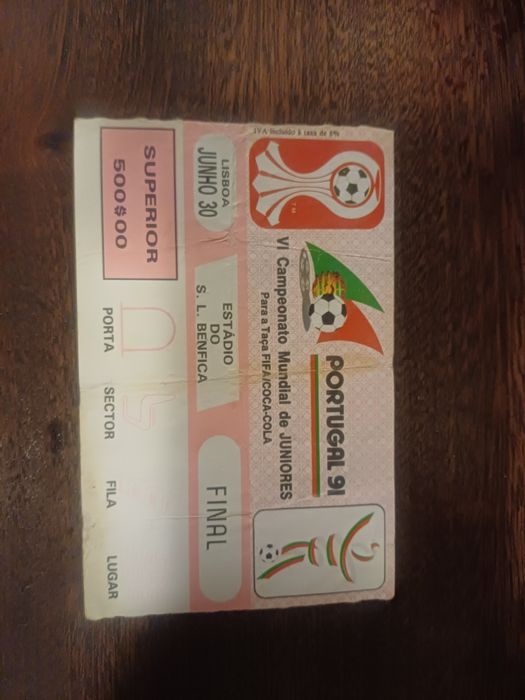 IVA incluído à taxa de 8%
PORTUGAL 91
VI Campeonato Mundial de JUNIORES
Para a Taça FIFA/COCA-COLA
LISBOA
JUNHO 30
ESTÁDIO
DO
S. L. BENFICA
FINAL
SUPERIOR
500$00
PORTA
SECTOR
FILA
LUGAR